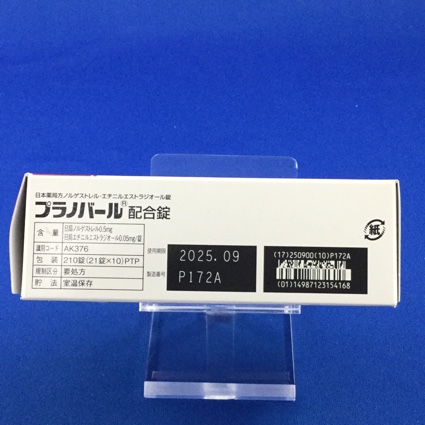 日本薬局方ノルゲストレル・エチニルエストラジオール錠
プラノバール®配合錠
含量 日局ノルゲストレル0.5mg
日局エチニルエストラジオール0.05mg/錠
識別コード AK376
包装 210錠(21錠×10)PTP
規制区分 要処方
貯法 室温保存
使用期限 2025.09
製造番号 P172A
(17)250900(10)P172A
(01)14987123154168
紙